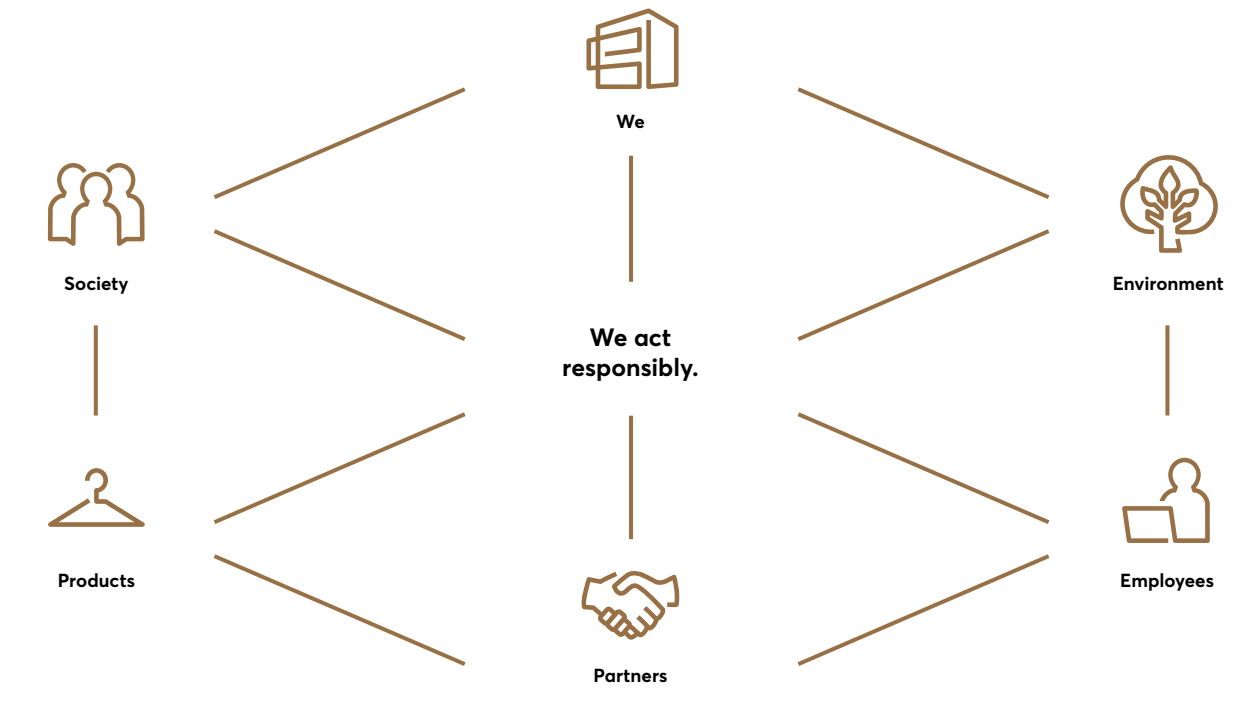 We
Society
Environment
We act
responsibly.
Products
Employees
Partners